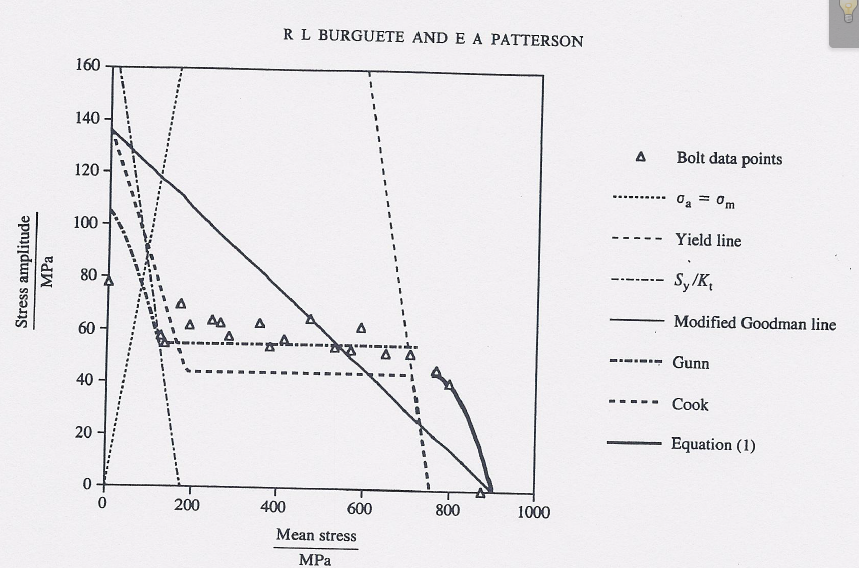 R L BURGUETE AND E A PATTERSON
160
140
120
100
80
60
40
20
0
Stress amplitude
MPa
0
200
400
600
800
1000
Mean stress
MPa
Bolt data points
σa = σm
Yield line
Sy/Kt
Modified Goodman line
Gunn
Cook
Equation (1)